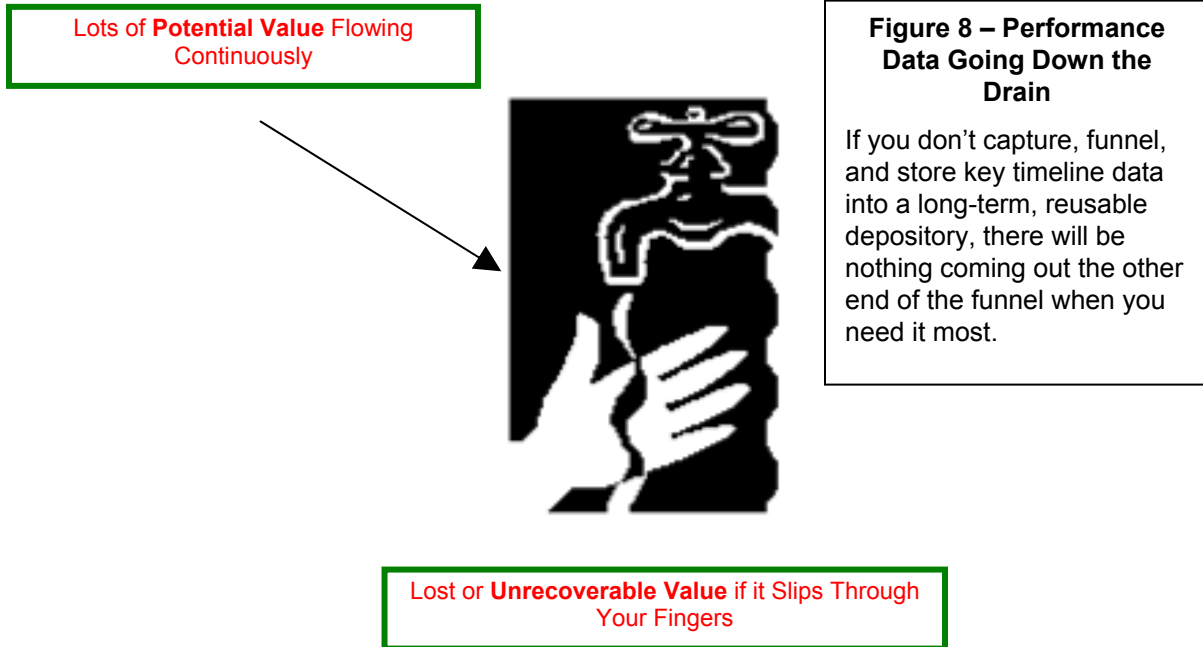 Lots of Potential Value Flowing
Continuously
Figure 8 – Performance
Data Going Down the
Drain
If you don’t capture, funnel,
and store key timeline data
into a long-term, reusable
depository, there will be
nothing coming out the other
end of the funnel when you
need it most.
Lost or Unrecoverable Value if it Slips Through
Your Fingers